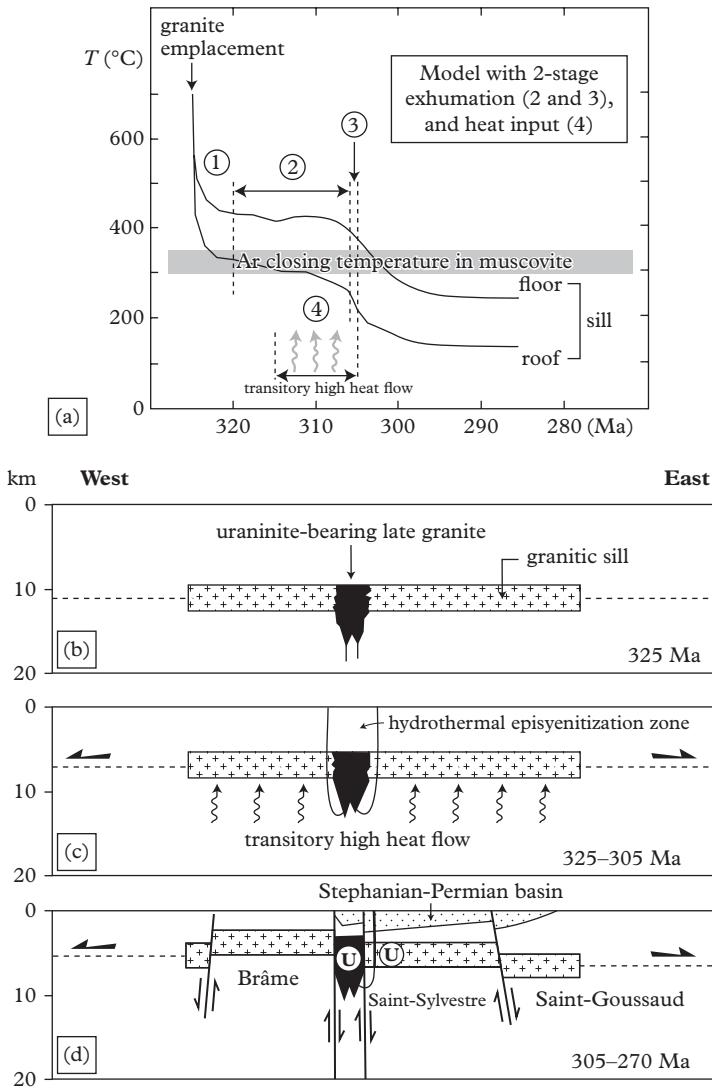 granite
emplacement
T (°C)
Model with 2-stage
exhumation (2 and 3),
and heat input (4)
600
400
200
0
1
2
3
Ar closing temperature in muscovite
floor
sill
roof
4
transitory high heat flow
(a)
320
310
300
290
280 (Ma)
km
West
East
0
uraninite-bearing late granite
granitic sill
10
(b)
325 Ma
20
0
hydrothermal episyenitization zone
10
transitory high heat flow
(c)
325–305 Ma
20
Stephanian-Permian basin
0
U
U
Brâme
Saint-Sylvestre
Saint-Goussaud
10
(d)
305–270 Ma
20